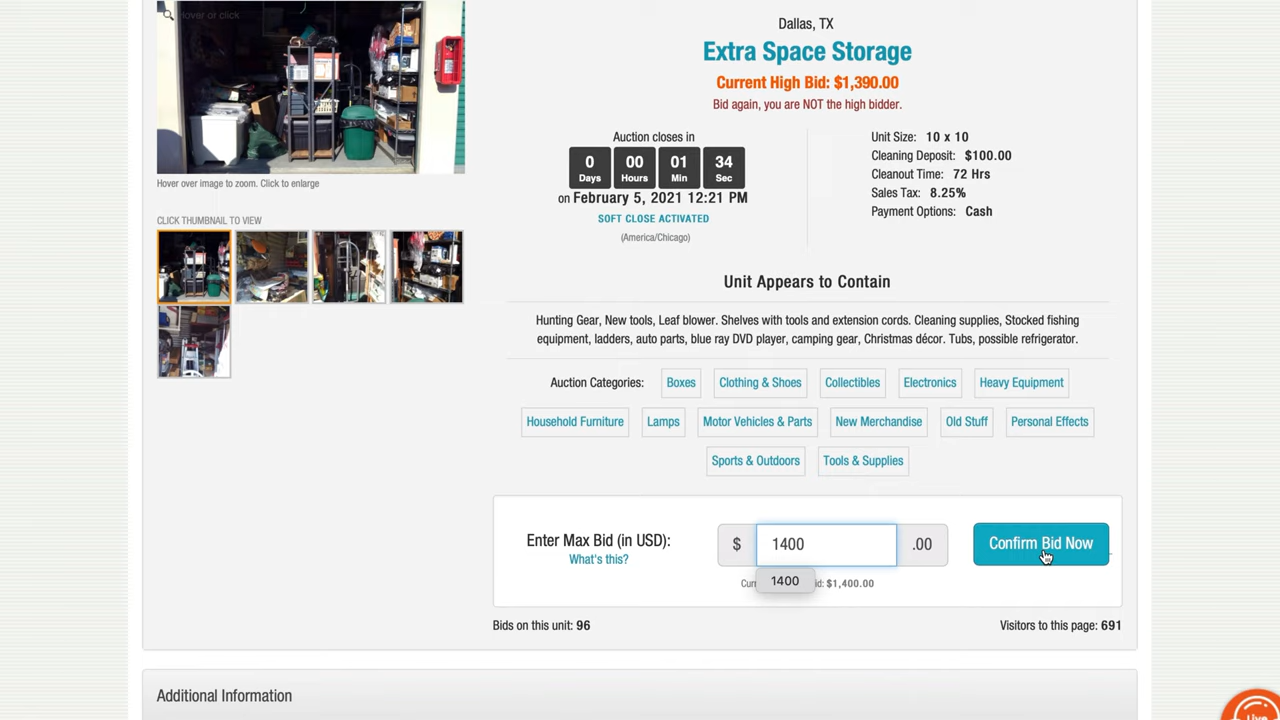 Hover or click
Hover over image to zoom. Click to enlarge
CLICK THUMBNAIL TO VIEW
Dallas, TX
Extra Space Storage
Current High Bid: $1,390.00
Bid again, you are NOT the high bidder.
Auction closes in
0 00 01 34
Days Hours Min Sec
on February 5, 2021 12:21 PM
SOFT CLOSE ACTIVATED
(America/Chicago)
Unit Size: 10 x 10
Cleaning Deposit: $100.00
Cleanout Time: 72 Hrs
Sales Tax: 8.25%
Payment Options: Cash
Unit Appears to Contain
Hunting Gear, New tools, Leaf blower. Shelves with tools and extension cords. Cleaning supplies, Stocked fishing
equipment, ladders, auto parts, blue ray DVD player, camping gear, Christmas décor. Tubs, possible refrigerator.
Auction Categories: Boxes Clothing & Shoes Collectibles Electronics Heavy Equipment
Household Furniture Lamps Motor Vehicles & Parts New Merchandise Old Stuff Personal Effects
Sports & Outdoors Tools & Supplies
Enter Max Bid (in USD): $ 1400 .00 Confirm Bid Now
What's this?
1400 $1,400.00
Bids on this unit: 96
Visitors to this page: 691
Additional Information
Live